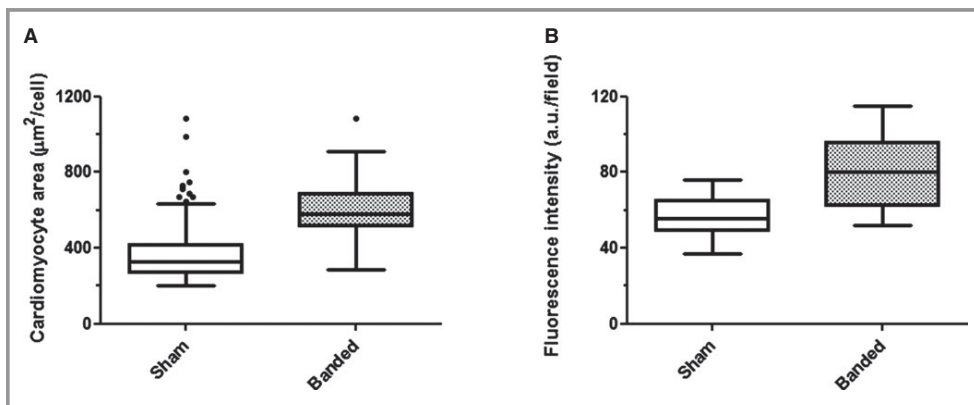 A
Cardiomyocyte area (μm²/cell)
1200
800
400
0
Sham
Banded
B
Fluorescence intensity (a.u./field)
120
80
40
0
Sham
Banded